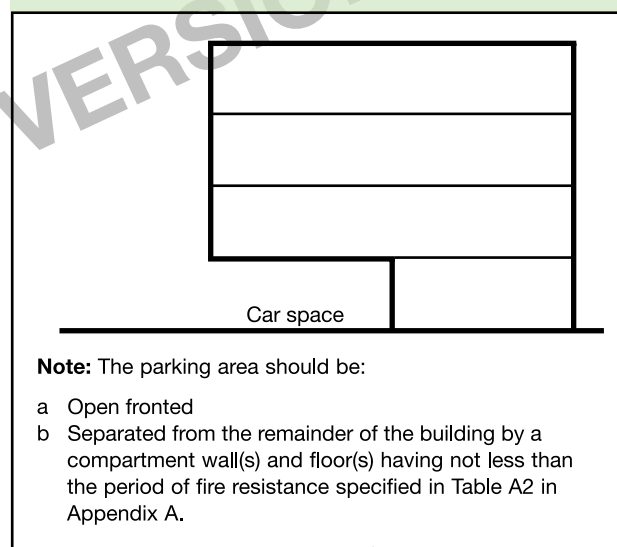 VERSIO
Car space
Note: The parking area should be:
a Open fronted
b Separated from the remainder of the building by a
compartment wall(s) and floor(s) having not less than
the period of fire resistance specified in Table A2 in
Appendix A.